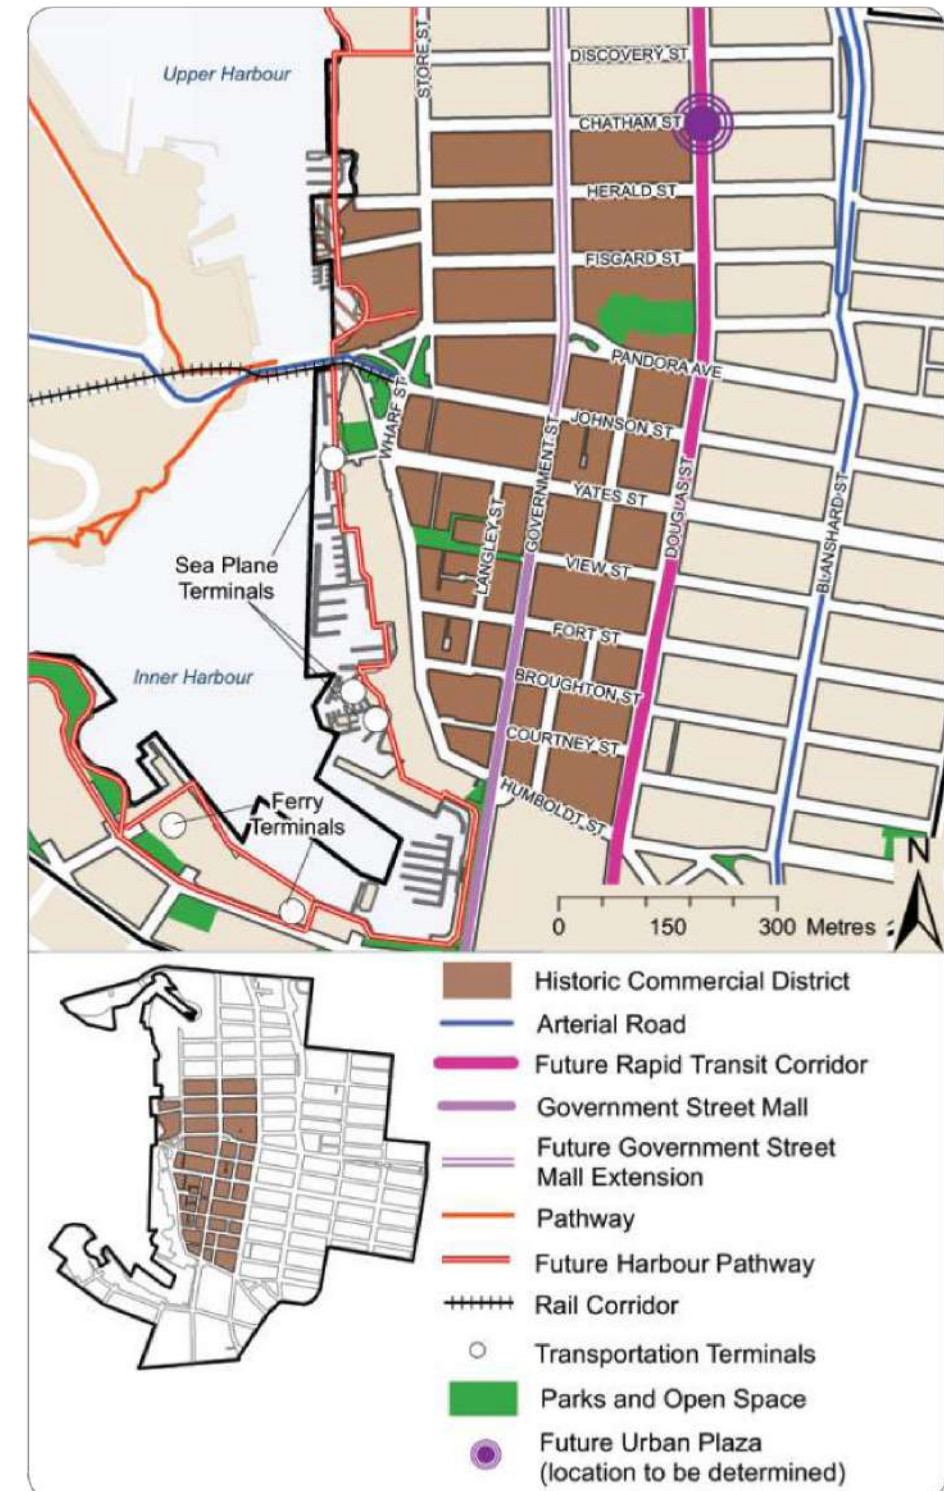 STORE ST
DISCOVERY ST
Upper Harbour
CHATHAM ST
HERALD ST
FISGARD ST
PANDORA AVE
WHARF ST
JOHNSON ST
GOVERNMENT ST
YATES ST
DOUGLAS ST
BLANSHARD ST
LANGLEY ST
Sea Plane
Terminals
VIEW ST
FORT ST
Inner Harbour
BROUGHTON ST
COURTNEY ST
HUMBOLDT ST
Ferry
Terminals
N
0 150 300 Metres
Historic Commercial District
Arterial Road
Future Rapid Transit Corridor
Government Street Mall
Future Government Street
Mall Extension
Pathway
Future Harbour Pathway
Rail Corridor
Transportation Terminals
Parks and Open Space
Future Urban Plaza
(location to be determined)